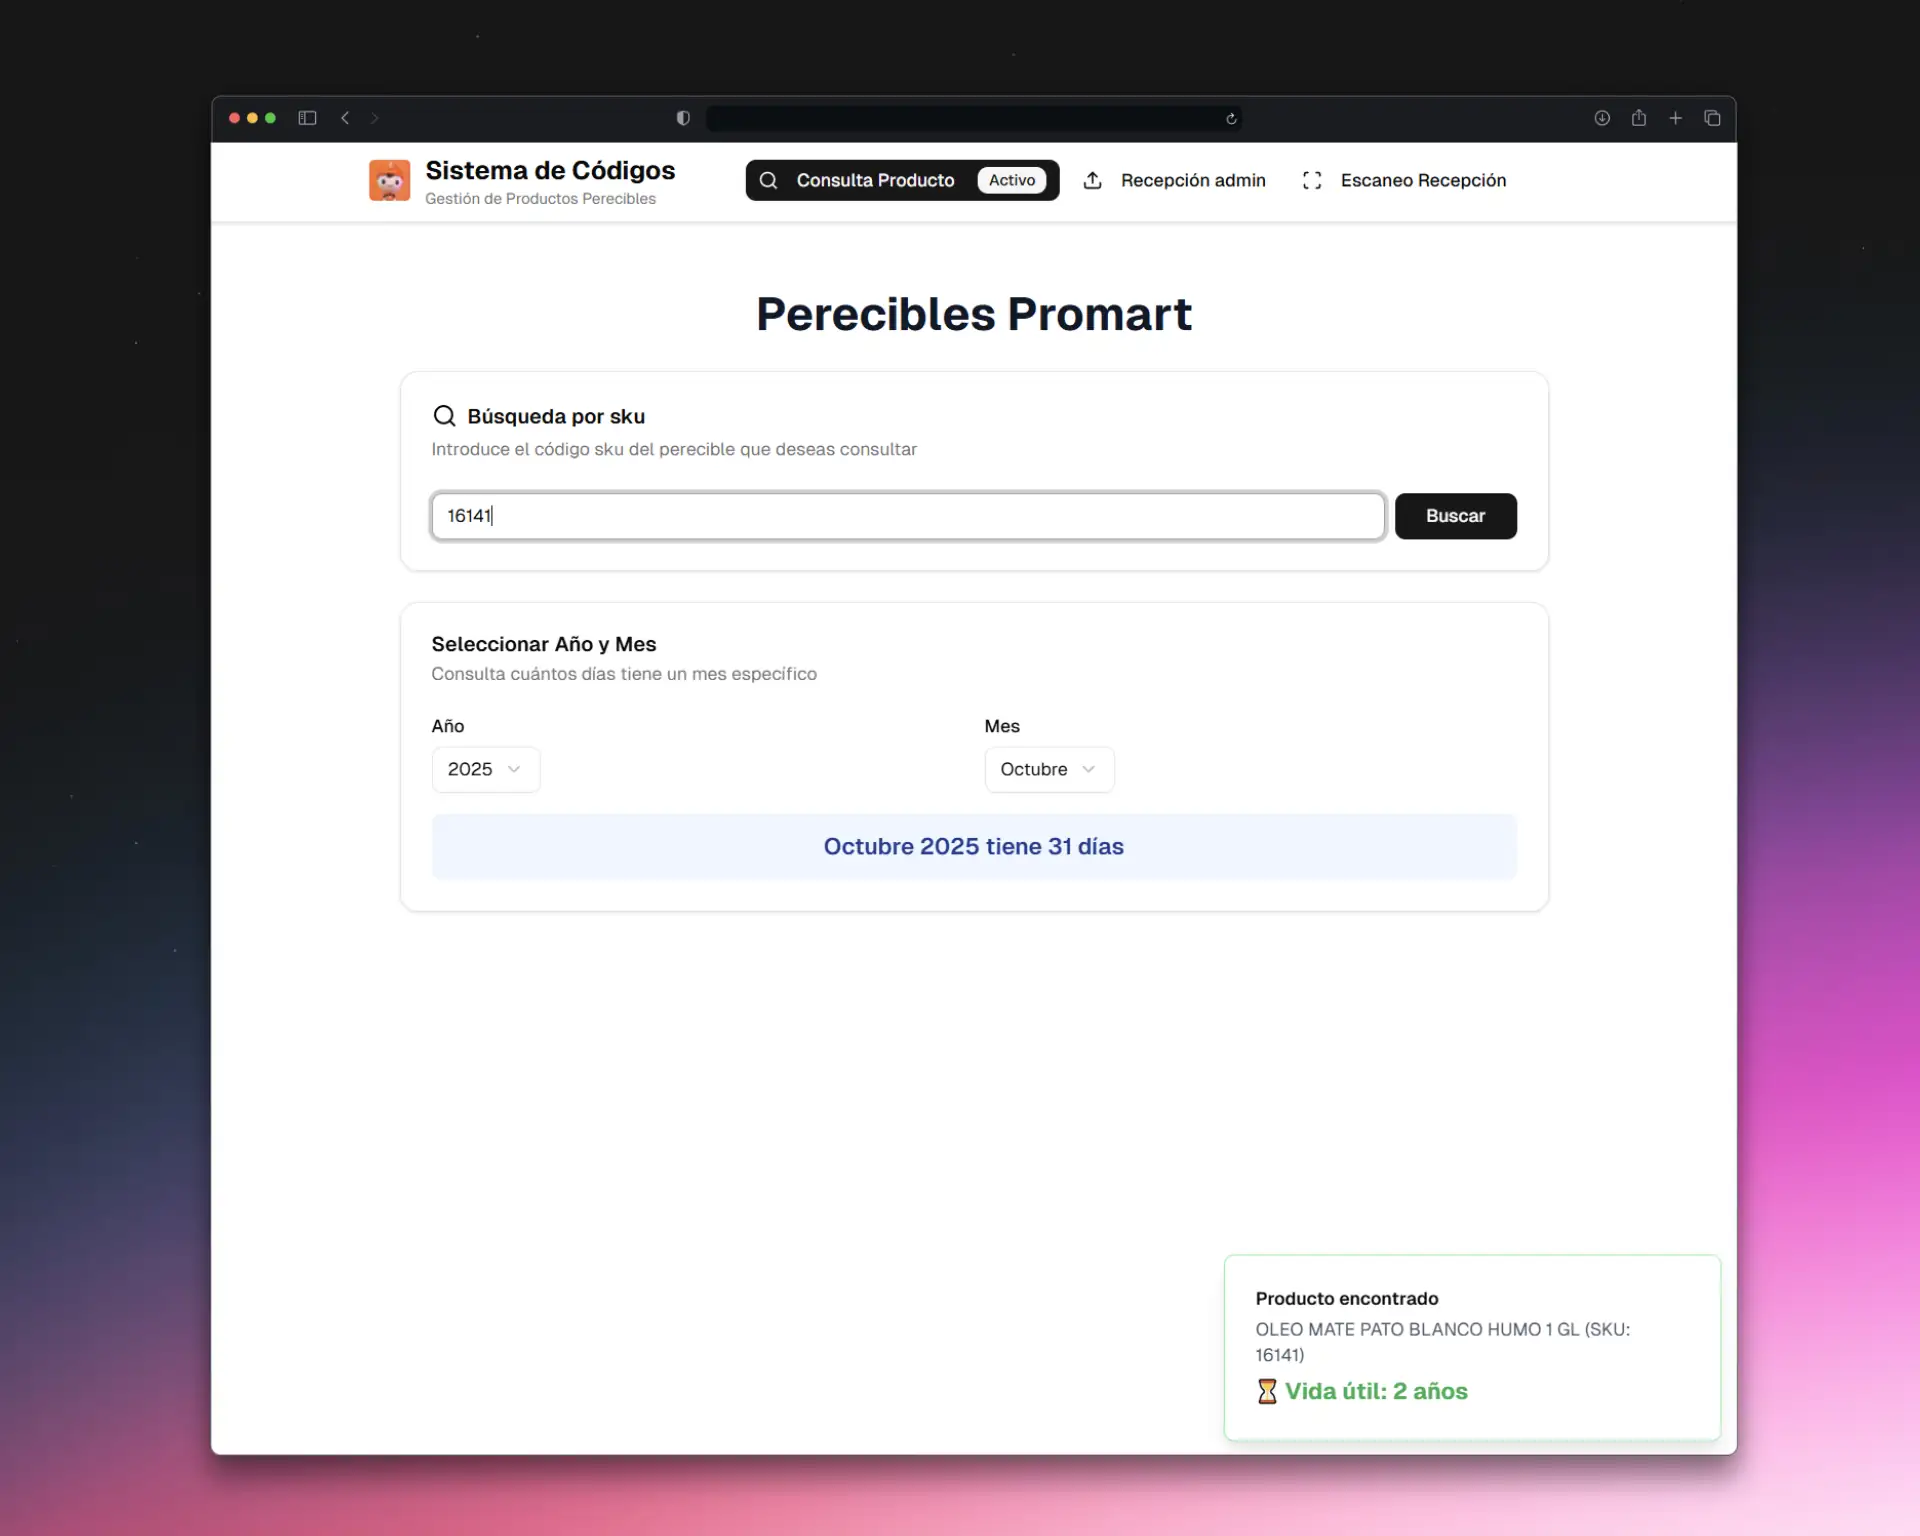 Sistema de Códigos
Gestión de Productos Perecibles
Consulta Producto Activo
Recepción admin
Escaneo Recepción
Perecibles Promart
Búsqueda por sku
Introduce el código sku del perecible que deseas consultar
16141
Buscar
Seleccionar Año y Mes
Consulta cuántos días tiene un mes específico
Año
Mes
2025
Octubre
Octubre 2025 tiene 31 días
Producto encontrado
OLEO MATE PATO BLANCO HUMO 1 GL (SKU:
16141)
Vida útil: 2 años